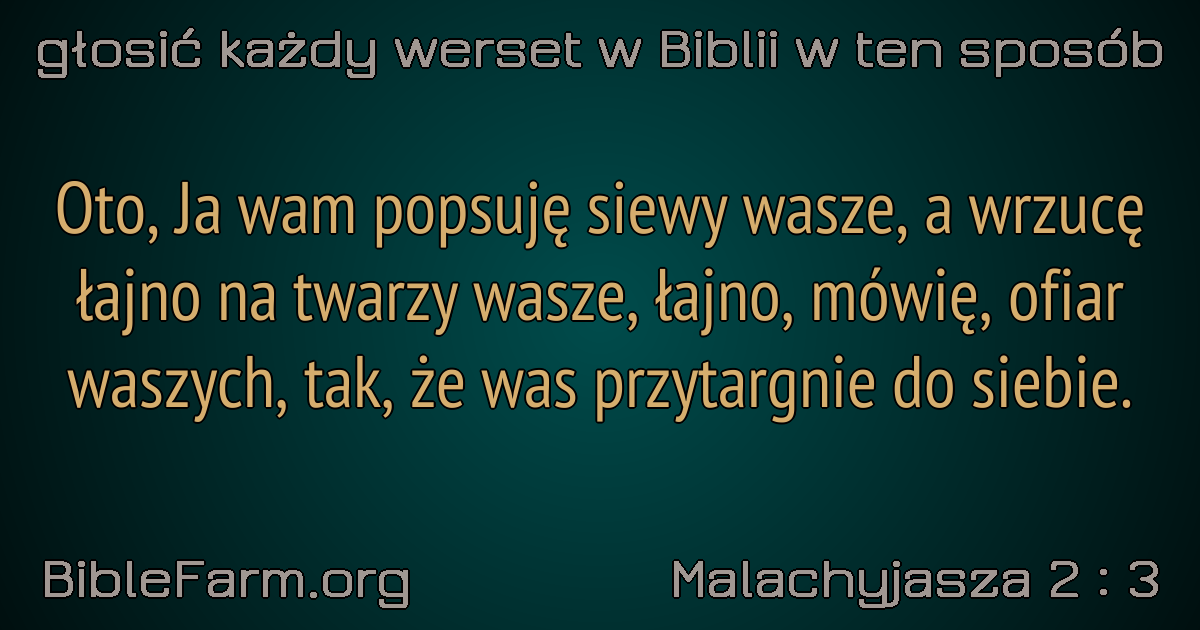 głosić każdy werset w Biblii w ten sposób
Oto, Ja wam popsuję siewy wasze, a wrzucę
łajno na twarzy wasze, łajno, mówię, ofiar
waszych, tak, że was przytargnie do siebie.
BibleFarm.org
Malachyjasza 2 : 3